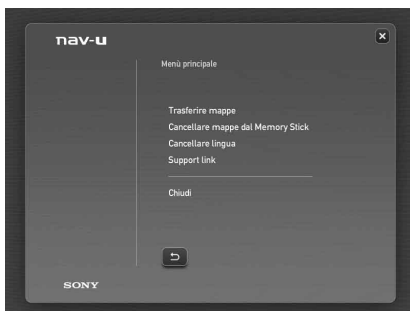 nav-u
Menù principale
Trasferire mappe
Cancellare mappe dal Memory Stick
Cancellare lingua
Support link
Chiudi
SONY